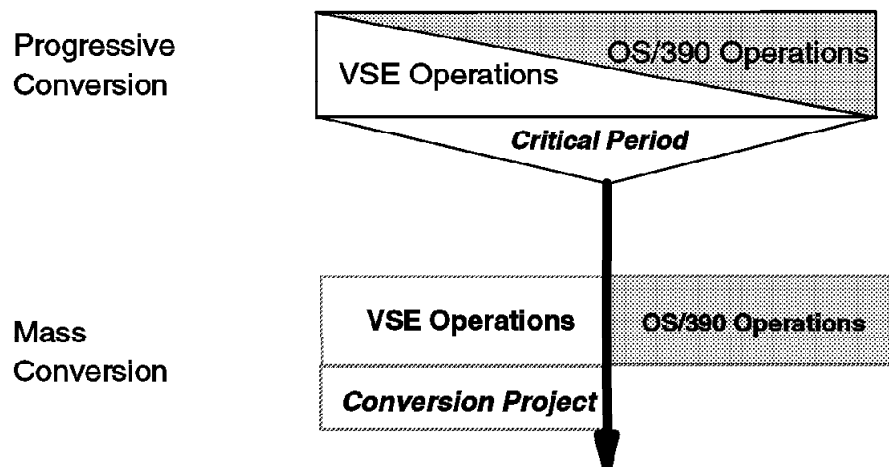 Progressive
Conversion
VSE Operations
OS/390 Operations
Critical Period
Mass
Conversion
VSE Operations
OS/390 Operations
Conversion Project